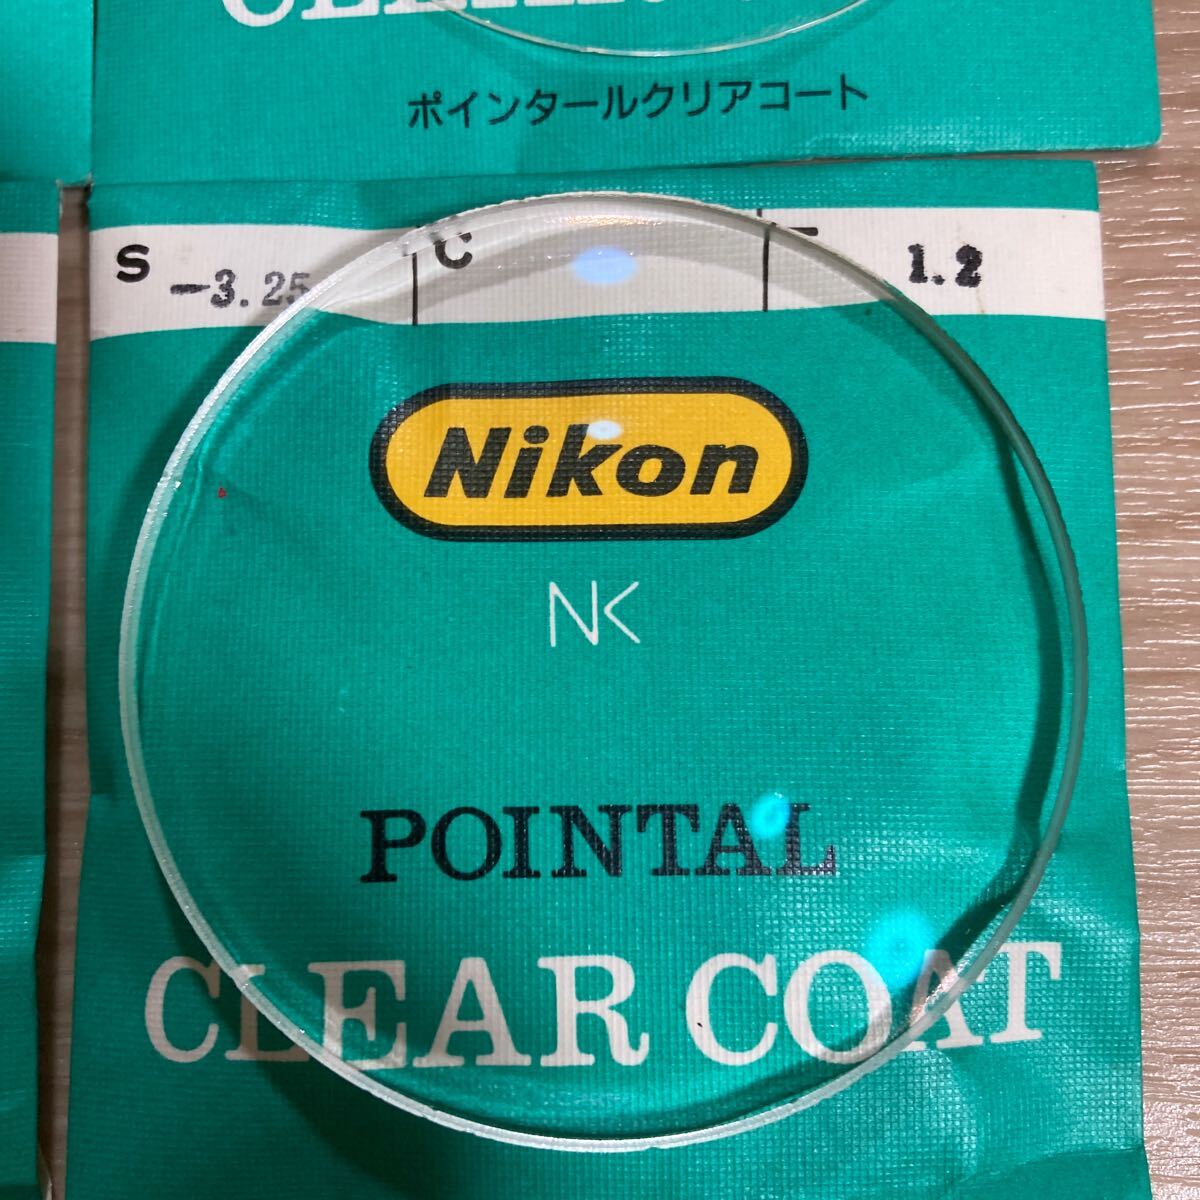 ポインタールクリアコート
S -3.25 C 1.2
Nikon
NK
POINTAL
CLEAR COAT